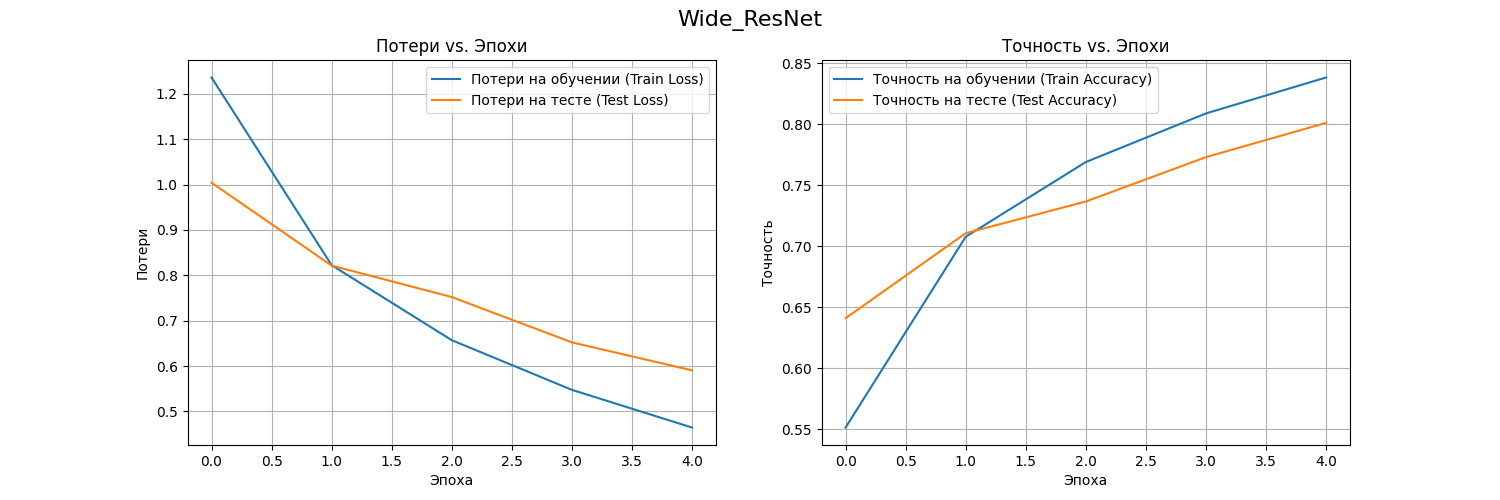 Wide_ResNet
Потери vs. Эпохи
Потери на обучении (Train Loss)
Потери на тесте (Test Loss)
1.2
1.1
1.0
0.9
0.8
0.7
0.6
0.5
Потери
0.0 0.5 1.0 1.5 2.0 2.5 3.0 3.5 4.0
Эпоха
Точность vs. Эпохи
Точность на обучении (Train Accuracy)
Точность на тесте (Test Accuracy)
0.85
0.80
0.75
0.70
0.65
0.60
0.55
Точность
0.0 0.5 1.0 1.5 2.0 2.5 3.0 3.5 4.0
Эпоха